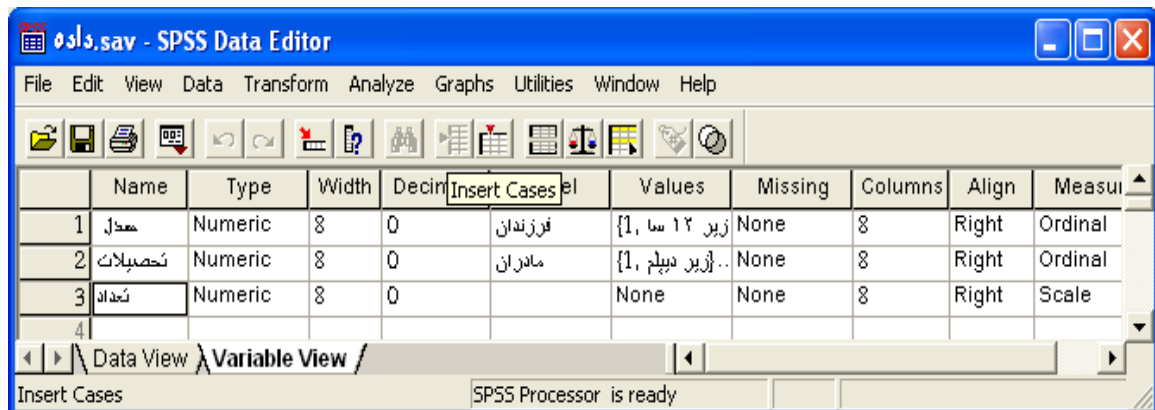 داده.sav - SPSS Data Editor
File Edit View Data Transform Analyze Graphs Utilities Window Help
Name Type Width Decim Insert Cases el Values Missing Columns Align Measu
1 معدل Numeric 8 0 فرزندان {1, زیر ۱۲ سا None 8 Right Ordinal
2 تحصیلات Numeric 8 0 مادران {1, زیر دیپلم}.. None 8 Right Ordinal
3 تعداد Numeric 8 0 None None 8 Right Scale
4
Data View Variable View
Insert Cases SPSS Processor is ready